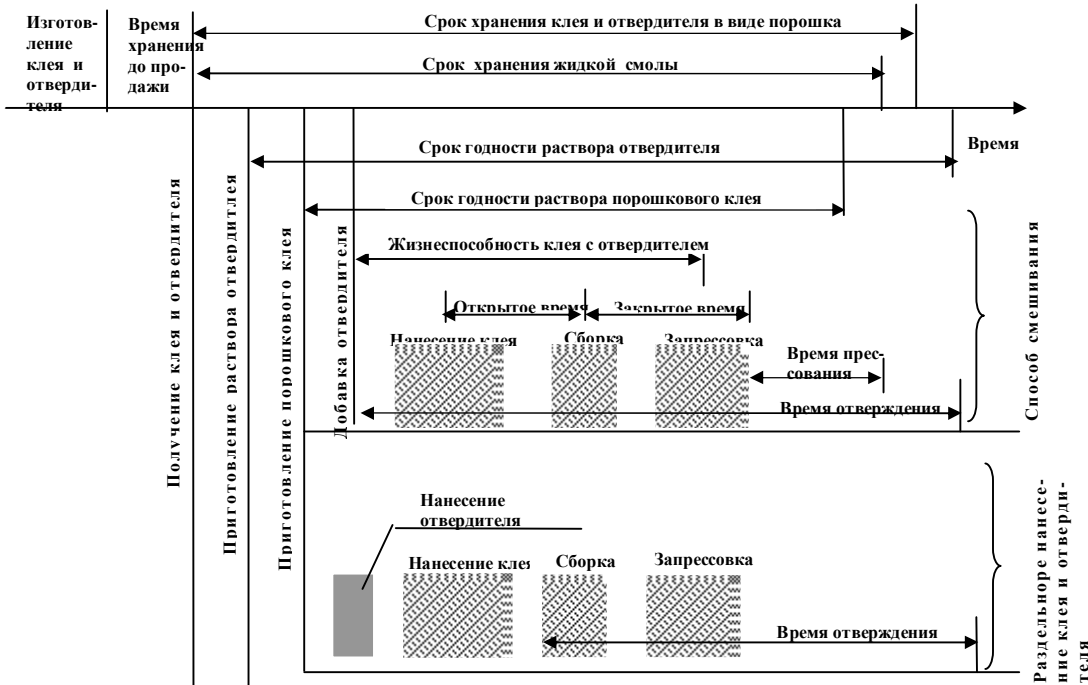 Изготов-
ление
клея и
отверди-
теля
Время
хранения
до про-
дажи
Срок хранения клея и отвердителя в виде порошка
Срок хранения жидкой смолы
Время
Срок годности раствора отвердителя
Срок годности раствора порошкового клея
Жизнеспособность клея с отвердителем
Открытое время
Закрытое время
Нанесение клея
Сборка
Запрессовка
Время прес-
сования
Время отверждения
Получение клея и отвердителя
Приготовление раствора отвердитлея
Приготовление порошкового клея
Добавка отвердителя
Способ смешивания
Нанесение
отвердителя
Нанесение клея
Сборка
Запрессовка
Время отверждения
Раздельноре нанесе-
ние клея и отверди-
теля